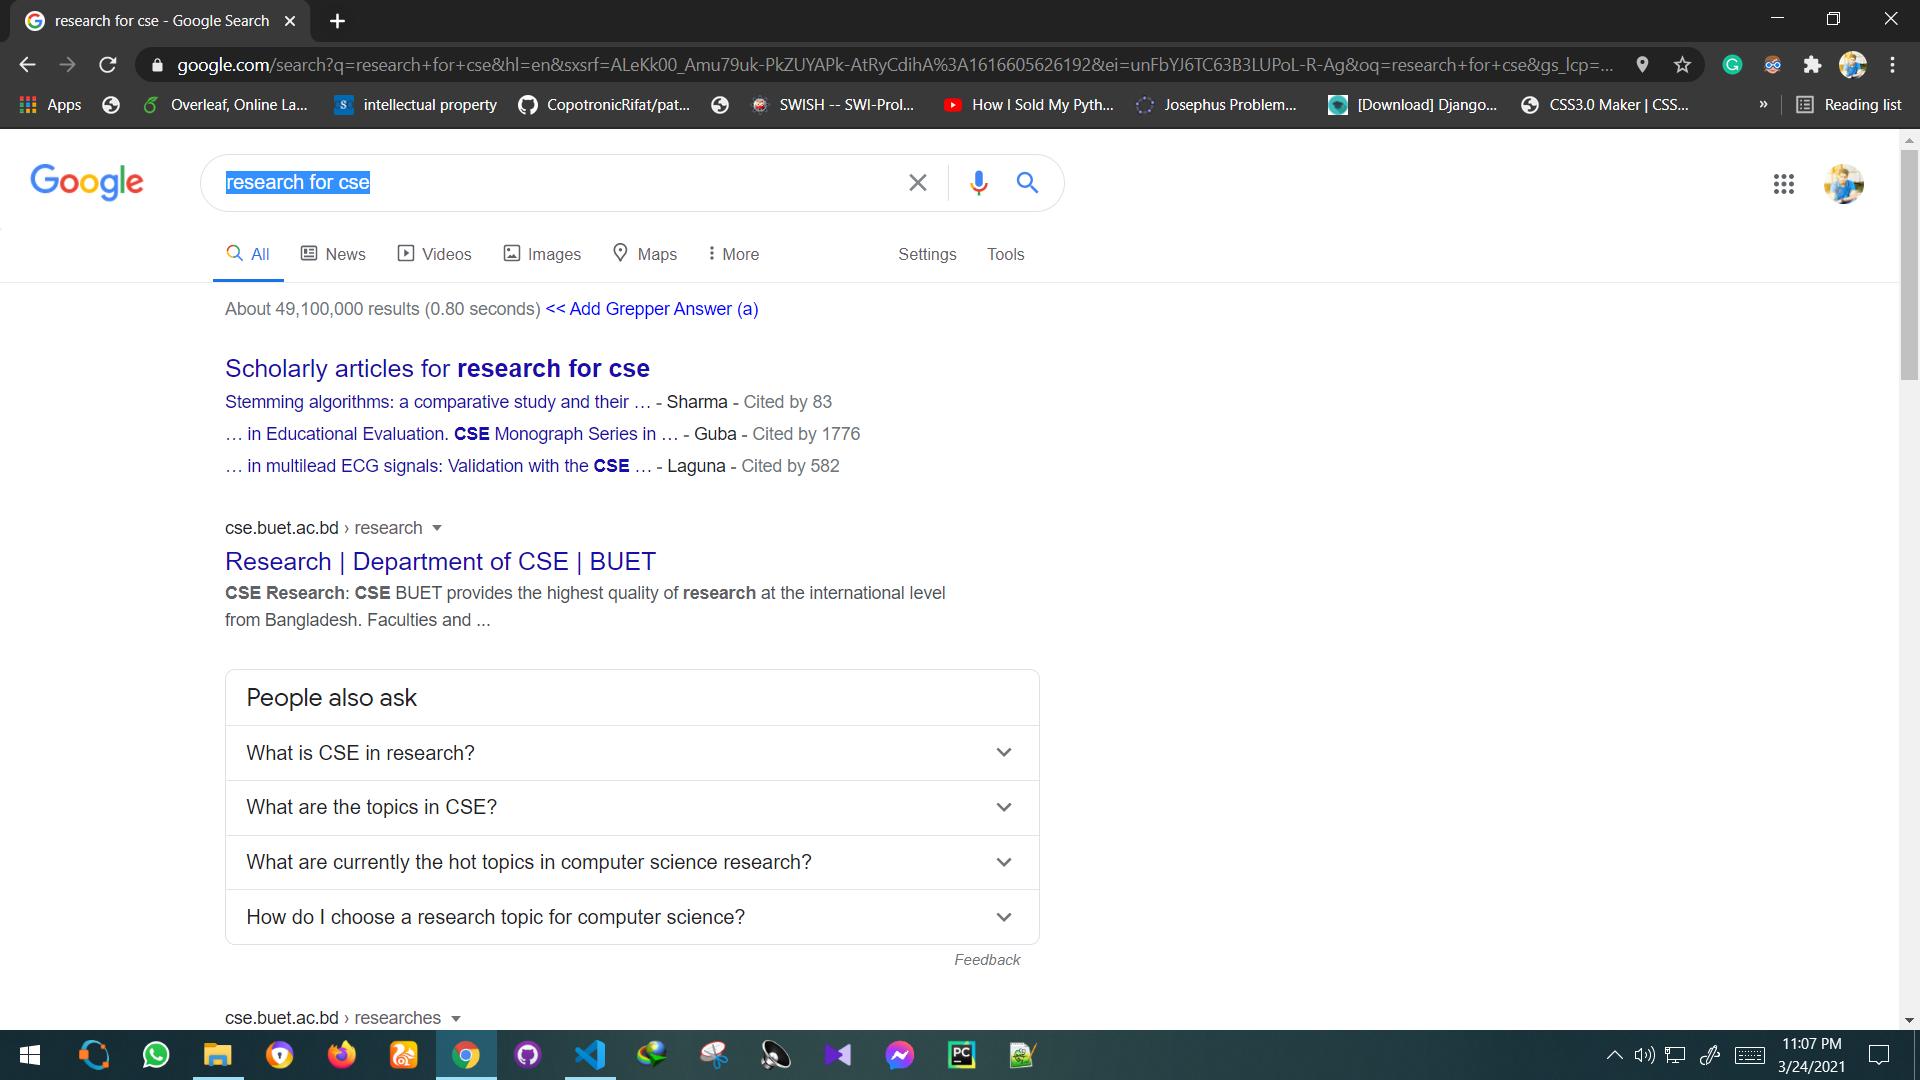 research for cse - Google Search
google.com/search?q=research+for+cse&hl=en&sxsrf=ALeKk00_Amu79uk-PkZUYAPk-AtRyCdihA%3A1616605626192&ei=unFbYJ6TC63B3LUPoL-R-Ag&oq=research+for+cse&gs_lcp=...
Apps Overleaf, Online La... intellectual property CopotronicRifat/pat... SWISH -- SWI-Prol... How I Sold My Pyth... Josephus Problem... [Download] Django... CSS3.0 Maker | CSS... » Reading list
Google research for cse
All News Videos Images Maps More Settings Tools
About 49,100,000 results (0.80 seconds) << Add Grepper Answer (a)
Scholarly articles for research for cse
Stemming algorithms: a comparative study and their … - Sharma - Cited by 83
… in Educational Evaluation. CSE Monograph Series in … - Guba - Cited by 1776
… in multilead ECG signals: Validation with the CSE … - Laguna - Cited by 582
cse.buet.ac.bd › research
Research | Department of CSE | BUET
CSE Research: CSE BUET provides the highest quality of research at the international level
from Bangladesh. Faculties and ...
People also ask
What is CSE in research?
What are the topics in CSE?
What are currently the hot topics in computer science research?
How do I choose a research topic for computer science?
Feedback
cse.buet.ac.bd › researches
11:07 PM
3/24/2021